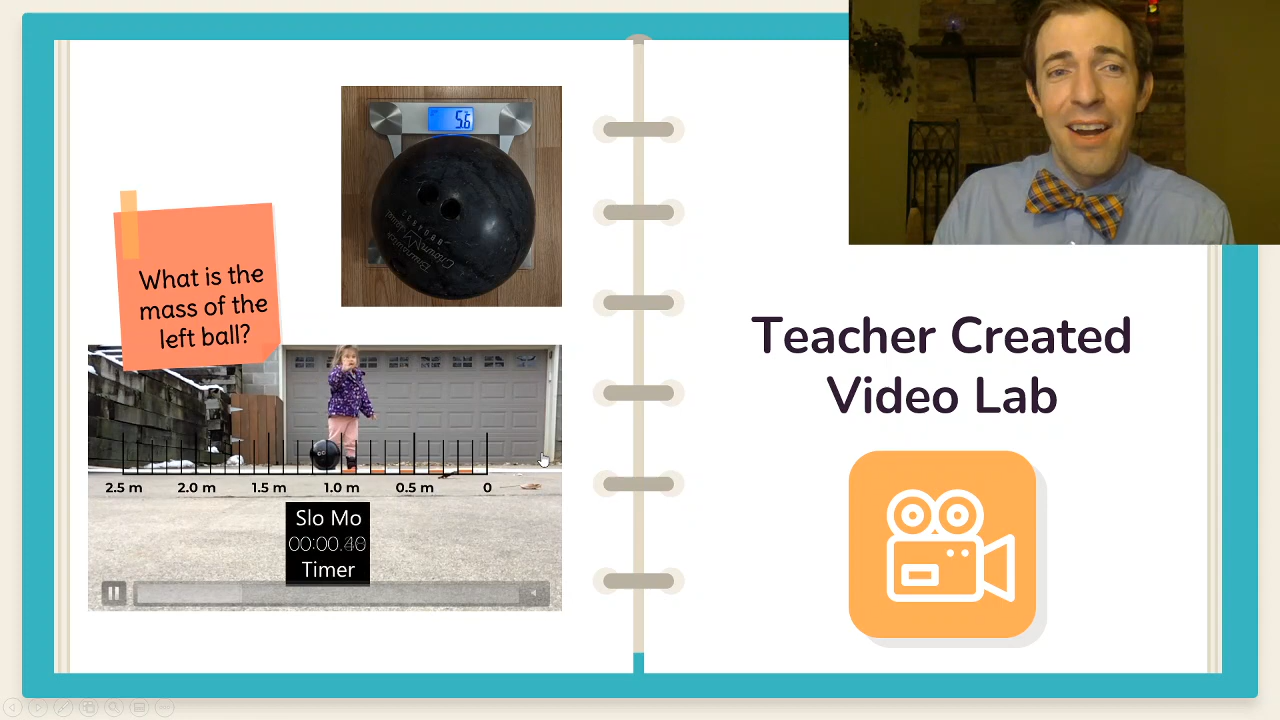 5.6
What is the
mass of the
left ball?
2.5 m 2.0 m 1.5 m 1.0 m 0.5 m 0
Slo Mo
00:00.40
Timer
Teacher Created
Video Lab